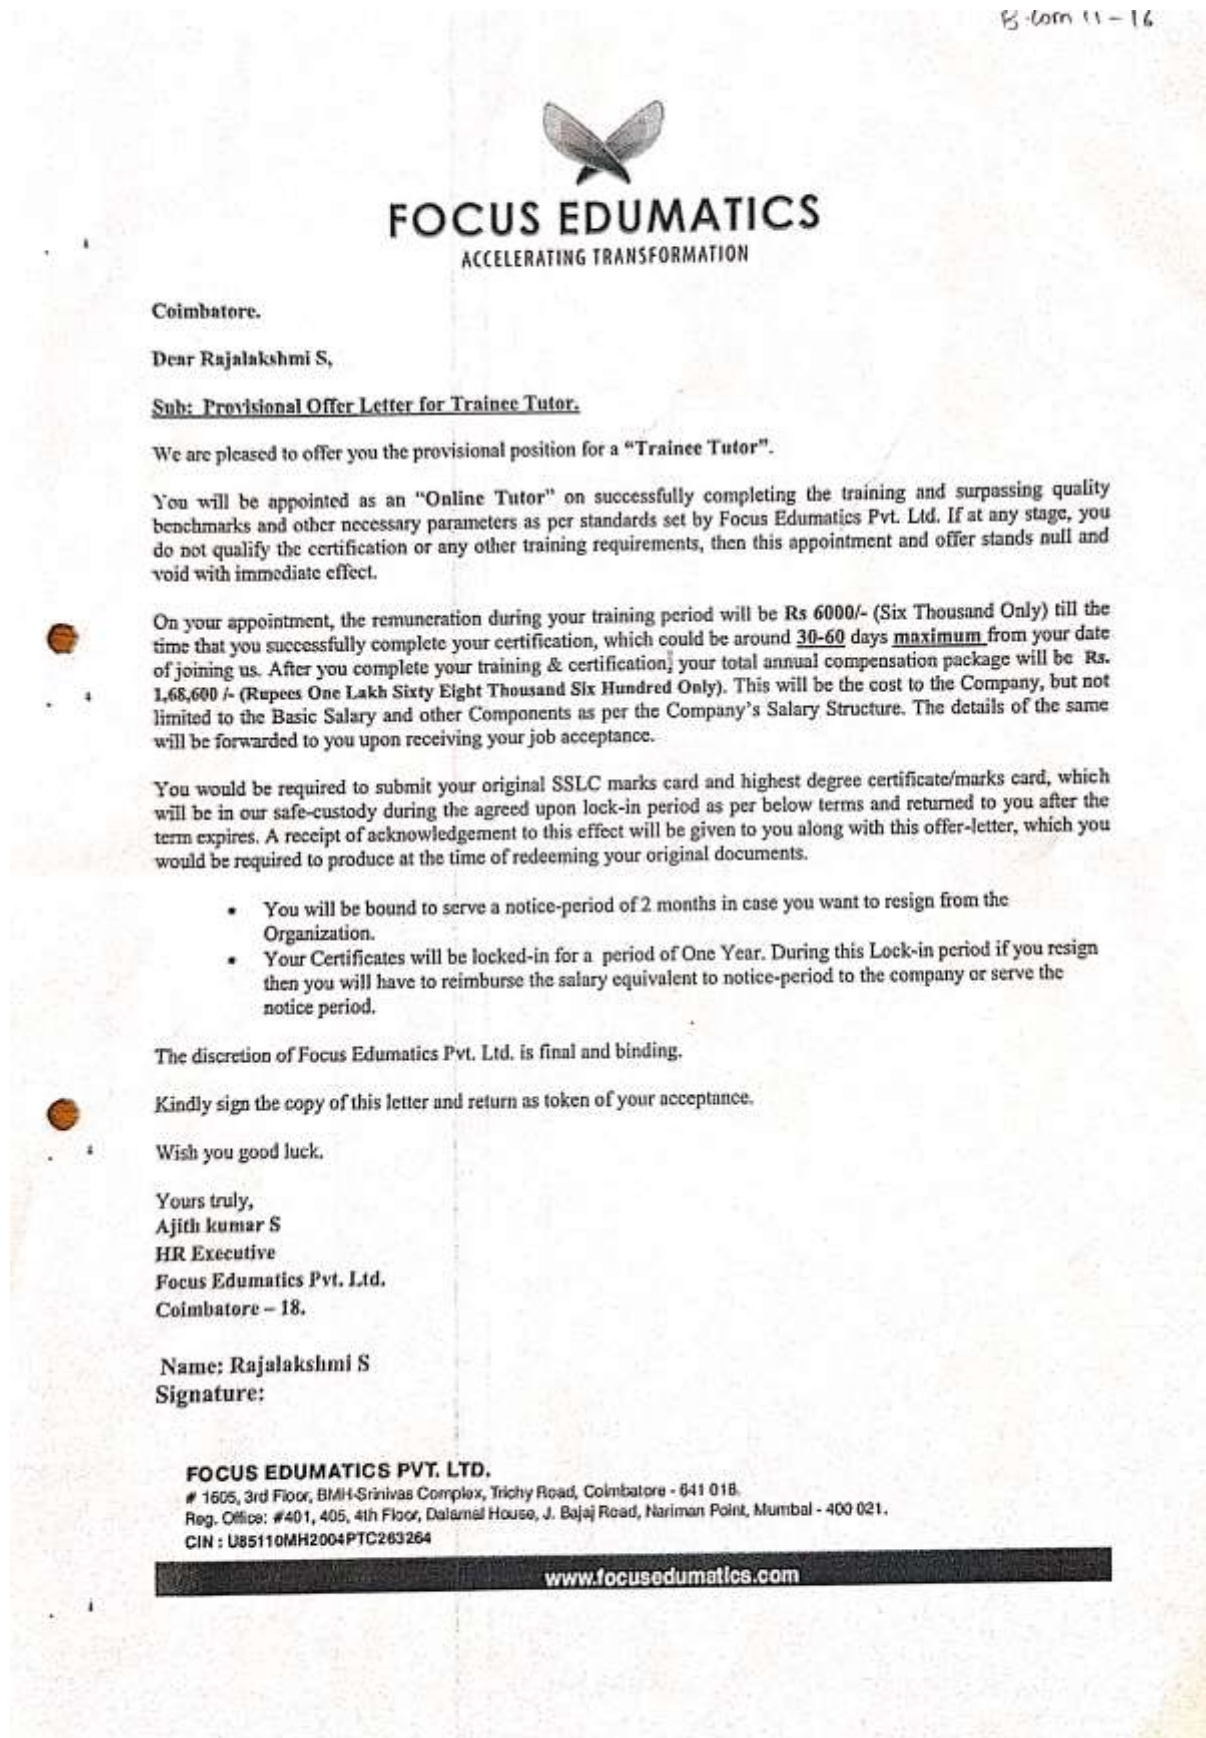 B.com 11-16
FOCUS EDUMATICS
ACCELERATING TRANSFORMATION
Coimbatore.
Dear Rajalakshmi S,
Sub: Provisional Offer Letter for Trainee Tutor.
We are pleased to offer you the provisional position for a “Trainee Tutor”.
You will be appointed as an “Online Tutor” on successfully completing the training and surpassing quality
benchmarks and other necessary parameters as per standards set by Focus Edumatics Pvt. Ltd. If at any stage, you
do not qualify the certification or any other training requirements, then this appointment and offer stands null and
void with immediate effect.
On your appointment, the remuneration during your training period will be Rs 6000/- (Six Thousand Only) till the
time that you successfully complete your certification, which could be around 30-60 days maximum from your date
of joining us. After you complete your training & certification, your total annual compensation package will be Rs.
1,68,600 /- (Rupees One Lakh Sixty Eight Thousand Six Hundred Only). This will be the cost to the Company, but not
limited to the Basic Salary and other Components as per the Company’s Salary Structure. The details of the same
will be forwarded to you upon receiving your job acceptance.
You would be required to submit your original SSLC marks card and highest degree certificate/marks card, which
will be in our safe-custody during the agreed upon lock-in period as per below terms and returned to you after the
term expires. A receipt of acknowledgement to this effect will be given to you along with this offer-letter, which you
would be required to produce at the time of redeeming your original documents.
• You will be bound to serve a notice-period of 2 months in case you want to resign from the
Organization.
• Your Certificates will be locked-in for a period of One Year. During this Lock-in period if you resign
then you will have to reimburse the salary equivalent to notice-period to the company or serve the
notice period.
The discretion of Focus Edumatics Pvt. Ltd. is final and binding.
Kindly sign the copy of this letter and return as token of your acceptance.
Wish you good luck.
Yours truly,
Ajith kumar S
HR Executive
Focus Edumatics Pvt. Ltd.
Coimbatore – 18.
Name: Rajalakshmi S
Signature:
FOCUS EDUMATICS PVT. LTD.
# 1605, 3rd Floor, BMH-Srinivas Complex, Trichy Road, Coimbatore - 641 018.
Reg. Office: #401, 405, 4th Floor, Dalamal House, J. Bajaj Road, Nariman Point, Mumbai - 400 021.
CIN : U85110MH2004PTC263264
www.focusedumatics.com